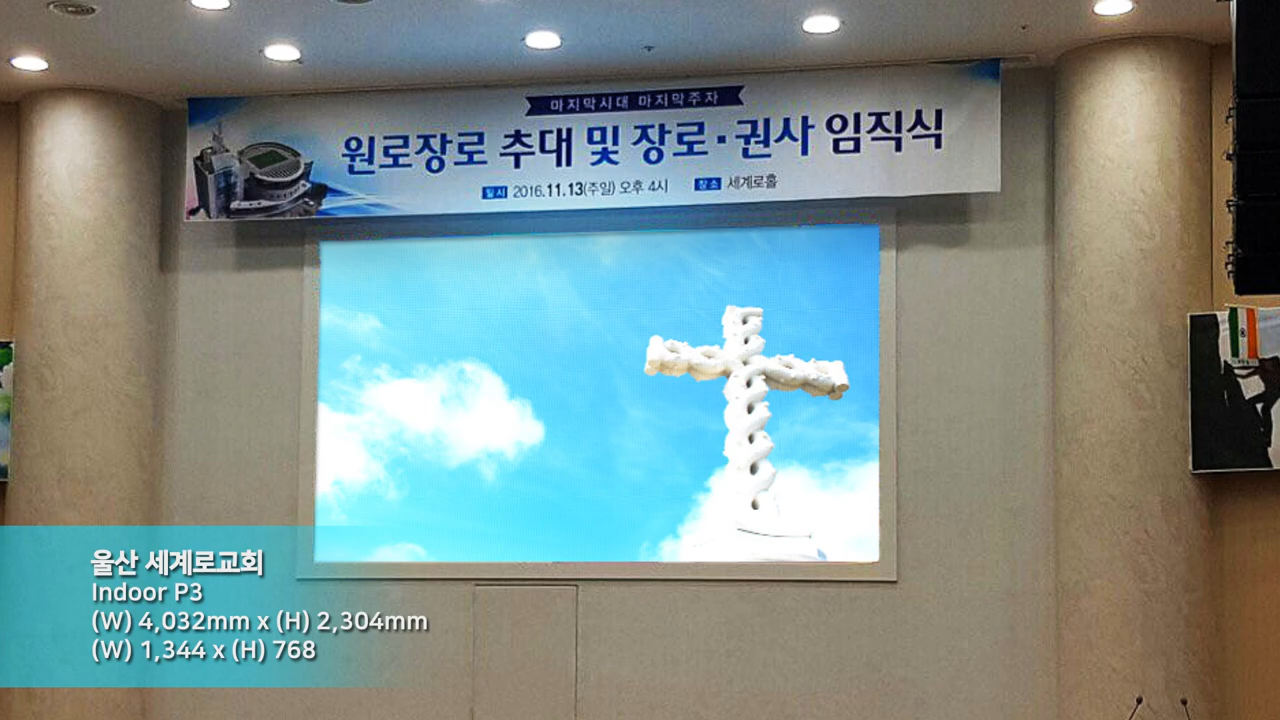 마지막시대 마지막주자
원로장로 추대 및 장로·권사 임직식
일시 2016.11.13(주일) 오후 4시 장소 세계로홀
울산 세계로교회
Indoor P3
(W) 4,032mm x (H) 2,304mm
(W) 1,344 x (H) 768